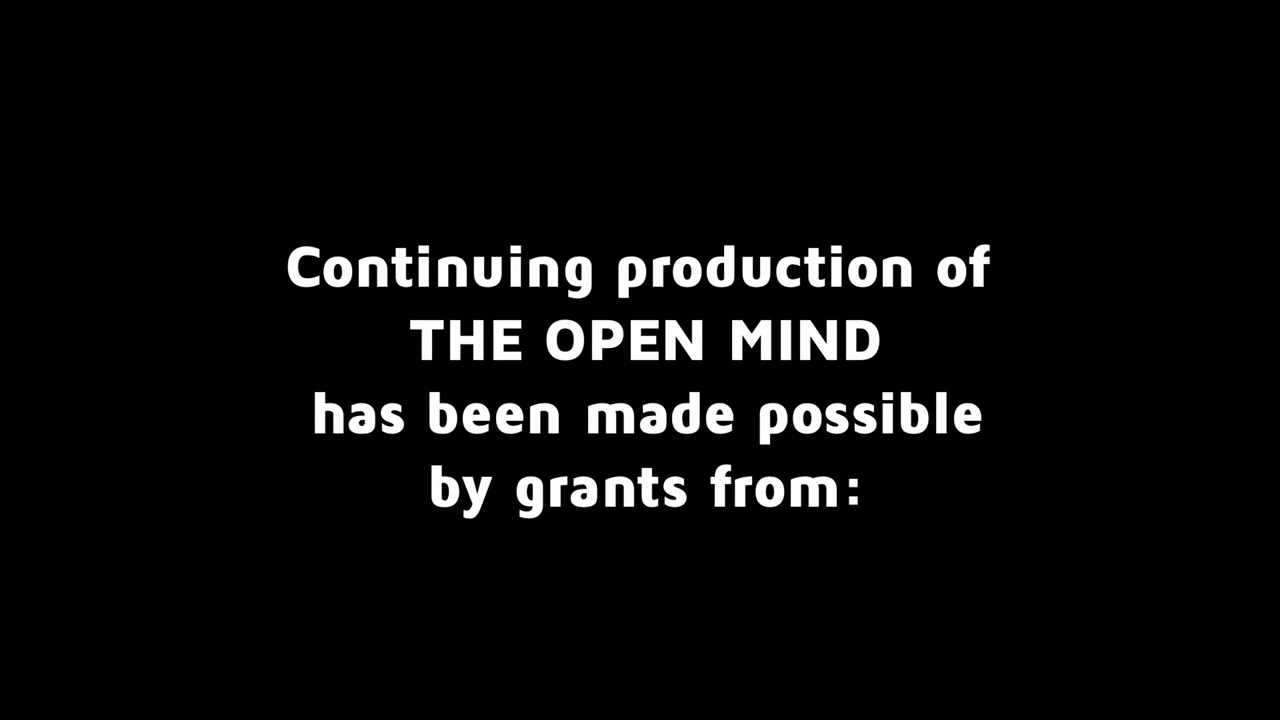 Continuing production of
THE OPEN MIND
has been made possible
by grants from: